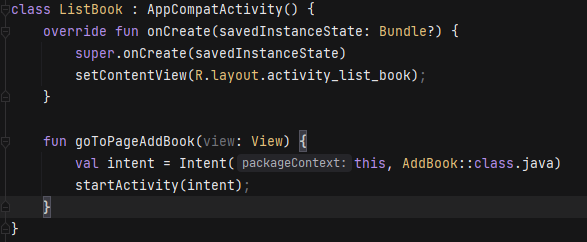 class ListBook : AppCompatActivity() {
override fun onCreate(savedInstanceState: Bundle?) {
super.onCreate(savedInstanceState)
setContentView(R.layout.activity_list_book);
}
fun goToPageAddBook(view: View) {
val intent = Intent( packageContext: this, AddBook::class.java)
startActivity(intent);
}
}